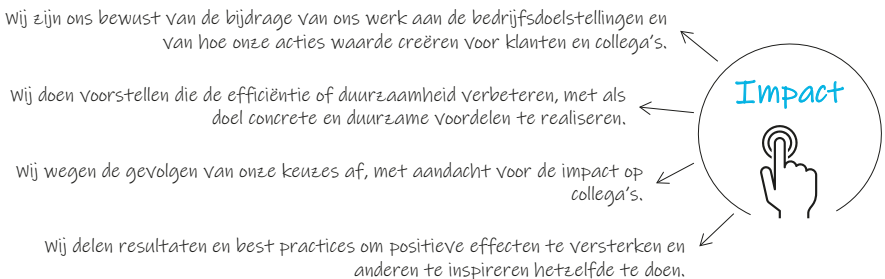 Wij zijn ons bewust van de bijdrage van ons werk aan de bedrijfsdoelstellingen en
van hoe onze acties waarde creëren voor klanten en collega's.
Impact
Wij doen voorstellen die de efficiëntie of duurzaamheid verbeteren, met als
doel concrete en duurzame voordelen te realiseren.
Wij wegen de gevolgen van onze keuzes af, met aandacht voor de impact op
collega's.
Wij delen resultaten en best practices om positieve effecten te versterken en
anderen te inspireren hetzelfde te doen.